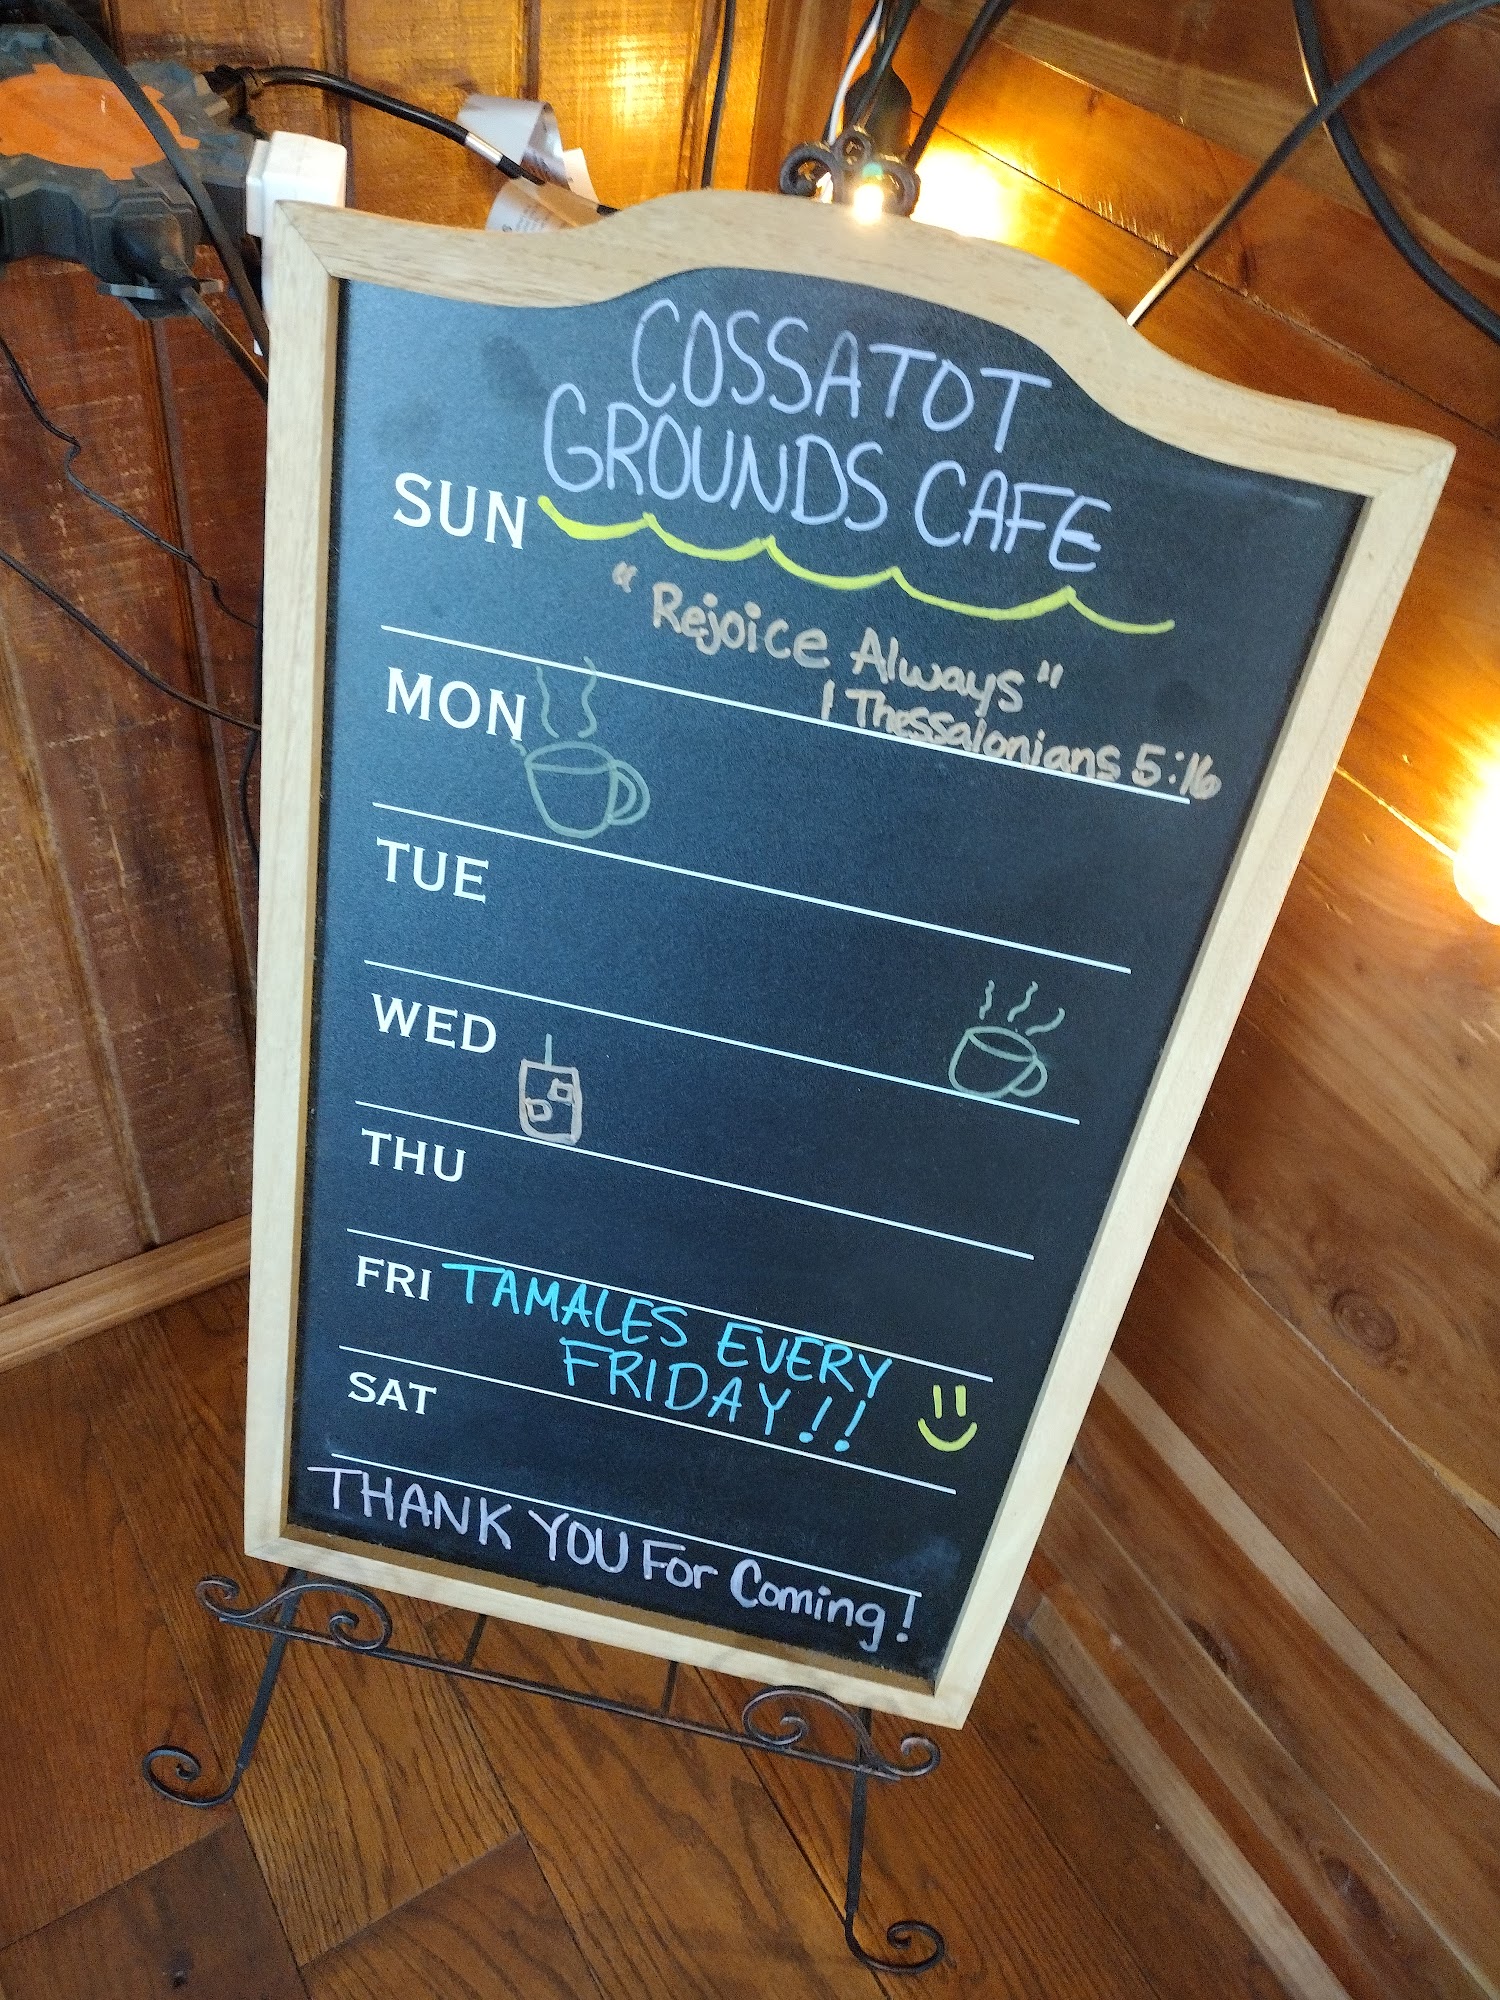 COSSATOT
GROUNDS CAFE
SUN
"Rejoice Always"
1 Thessalonians 5:16
MON
TUE
WED
THU
FRI TAMALES EVERY
FRIDAY!!
SAT
THANK YOU For Coming!